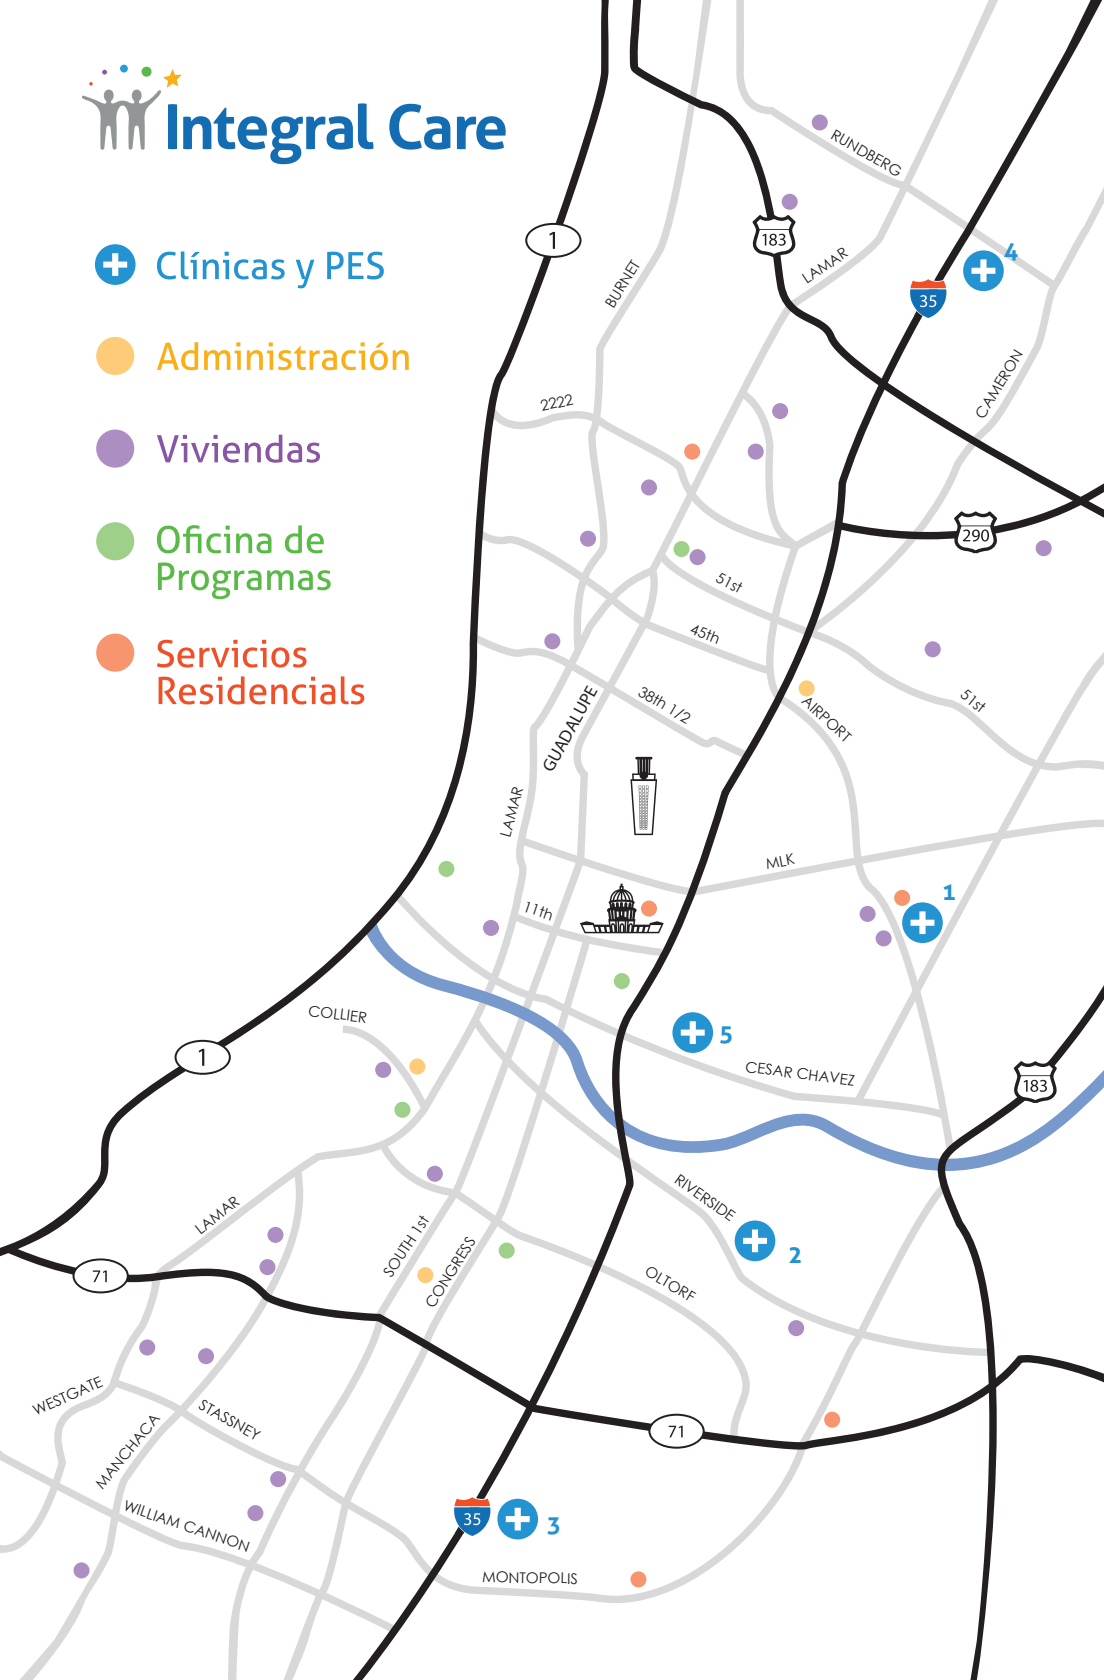 Integral Care
Clínicas y PES
Administración
Viviendas
Oficina de
Programas
Servicios
Residencials
RUNDBERG
1
183
LAMAR
4
35
BURNET
CAMERON
2222
290
51st
45th
38th 1/2
51st
AIRPORT
GUADALUPE
LAMAR
MLK
1
11th
COLLIER
5
1
CESAR CHAVEZ
183
RIVERSIDE
2
LAMAR
SOUTH 1st
CONGRESS
71
OLTORF
WESTGATE
STASSNEY
MANCHACA
71
WILLIAM CANNON
35
3
MONTOPOLIS